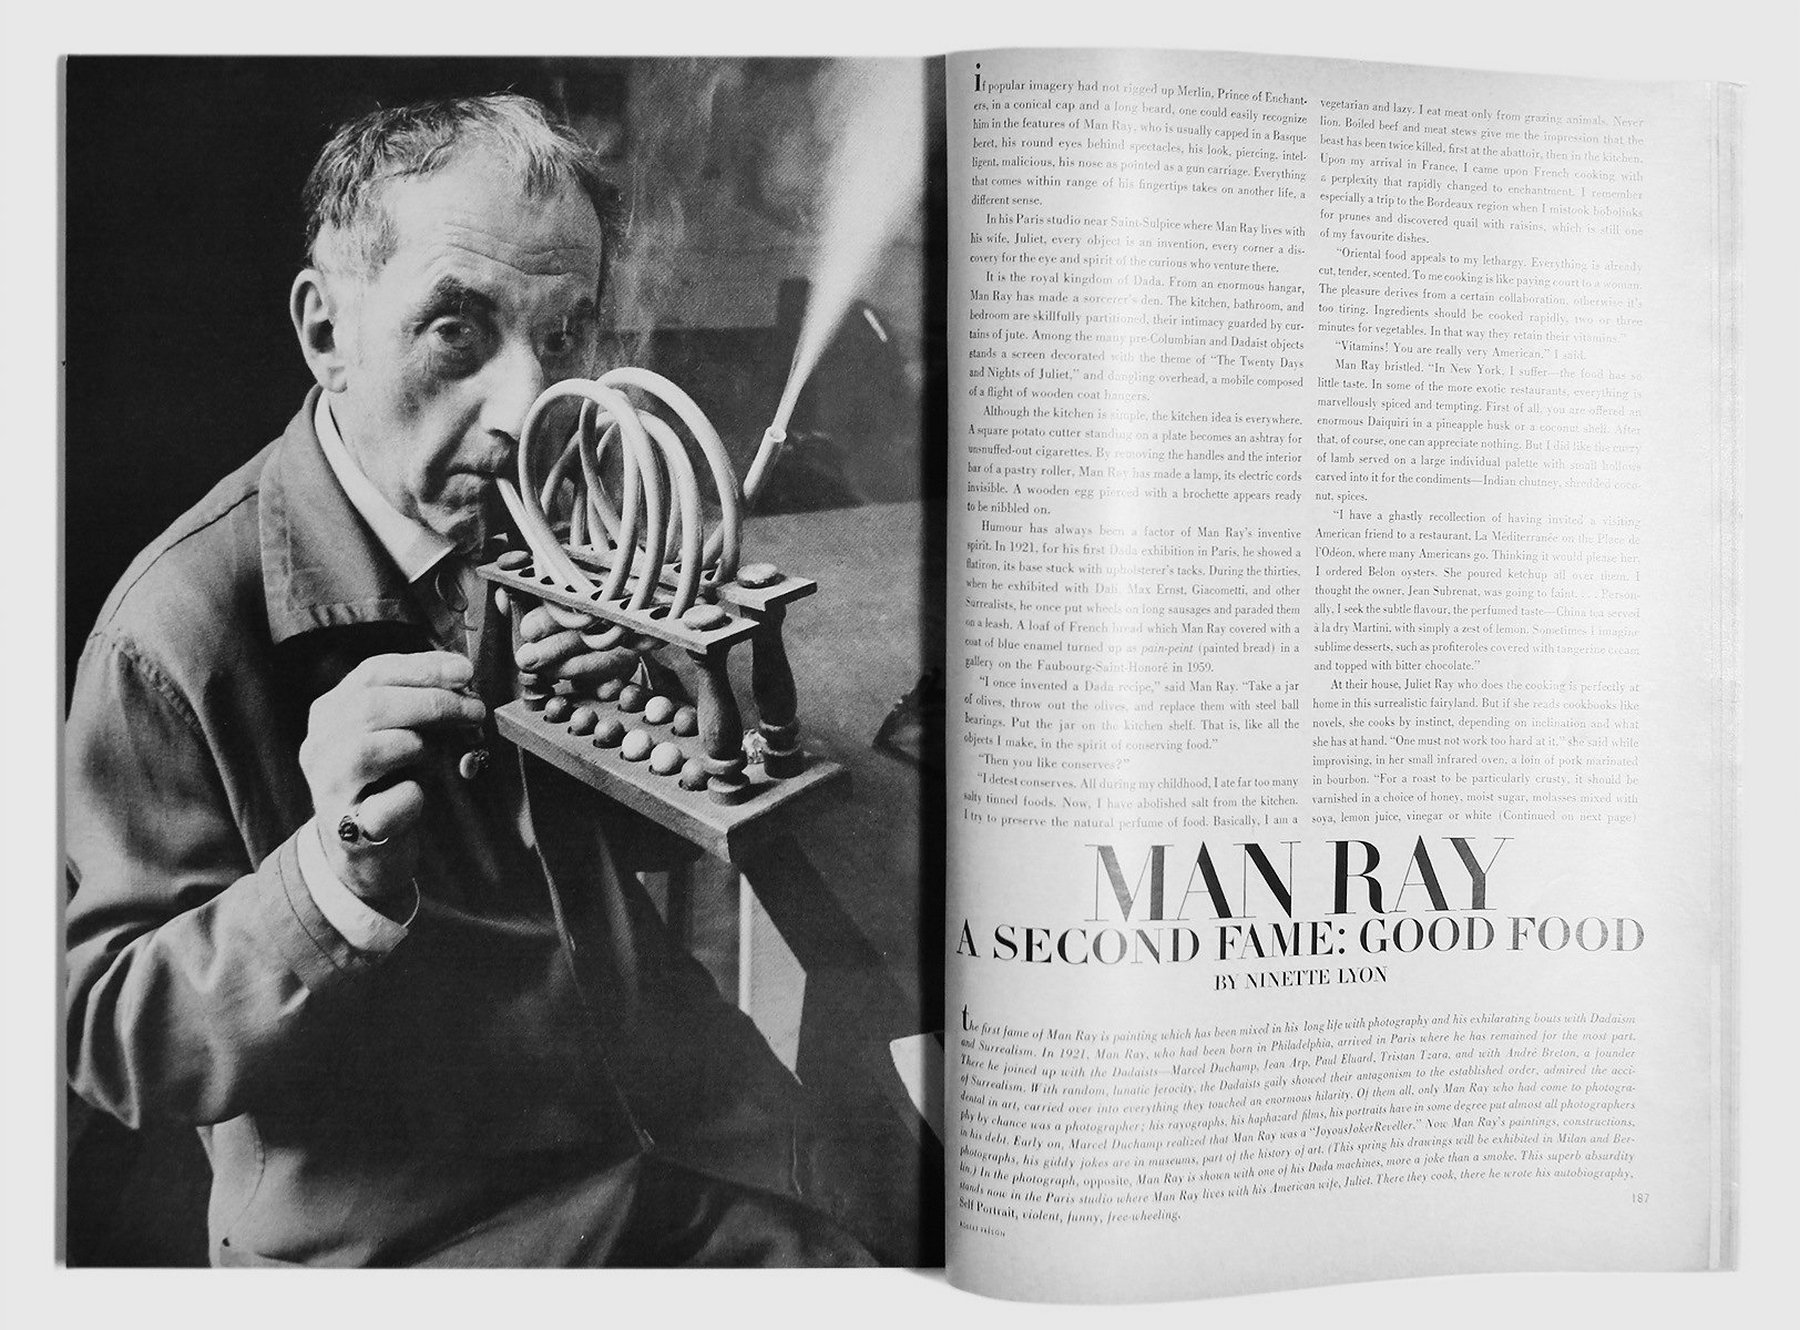 if popular imagery had not rigged up Merlin, Prince of Enchant-
ers, in a conical cap and a long beard, one could easily recognize
him in the features of Man Ray, who is usually capped in a Basque
beret, his round eyes behind spectacles, his look, piercing, intel-
ligent, malicious, his nose as pointed as a gun carriage. Everything
that comes within range of his fingertips takes on another life, a
different sense.
In his Paris studio near Saint-Sulpice where Man Ray lives with
his wife, Juliet, every object is an invention, every corner a dis-
covery for the eye and spirit of the curious who venture there.
It is the royal kingdom of Dada. From an enormous hangar,
Man Ray has made a sorcerer's den. The kitchen, bathroom, and
bedroom are skillfully partitioned, their intimacy guarded by cur-
tains of jute. Among the many pre-Columbian and Dadaist objects
stands a screen decorated with the theme of "The Twenty Days
and Nights of Juliet," and dangling overhead, a mobile composed
of a flight of wooden coat hangers.
Although the kitchen is simple, the kitchen idea is everywhere.
A square potato cutter standing on a plate becomes an ashtray for
unsnuffed-out cigarettes. By removing the handles and the interior
bar of a pastry roller, Man Ray has made a lamp, its electric cords
invisible. A wooden egg pierced with a brochette appears ready
to be nibbled on.
Humour has always been a factor of Man Ray's inventive
spirit. In 1921, for his first Dada exhibition in Paris, he showed a
flatiron, its base stuck with upholsterer's tacks. During the thirties,
when he exhibited with Dali, Max Ernst, Giacometti, and other
Surrealists, he once put wheels on long sausages and paraded them
on a leash. A loaf of French bread which Man Ray covered with a
coat of blue enamel turned up as pain-peint (painted bread) in a
gallery on the Faubourg-Saint-Honoré in 1959.
"I once invented a Dada recipe," said Man Ray. "Take a jar
of olives, throw out the olives, and replace them with steel ball
bearings. Put the jar on the kitchen shelf. That is, like all the
objects I make, in the spirit of conserving food."
"Then you like conserves?"
"I detest conserves. All during my childhood, I ate far too many
salty tinned foods. Now, I have abolished salt from the kitchen.
I try to preserve the natural perfume of food. Basically, I am a
vegetarian and lazy. I eat meat only from grazing animals. Never
lion. Boiled beef and meat stews give me the impression that the
beast has been twice killed, first at the abattoir, then in the kitchen.
Upon my arrival in France, I came upon French cooking with
a perplexity that rapidly changed to enchantment. I remember
especially a trip to the Bordeaux region when I mistook bobolinks
for prunes and discovered quail with raisins, which is still one
of my favourite dishes.
"Oriental food appeals to my lethargy. Everything is already
cut, tender, scented. To me cooking is like paying court to a woman.
The pleasure derives from a certain collaboration, otherwise it's
too tiring. Ingredients should be cooked rapidly, two or three
minutes for vegetables. In that way they retain their vitamins."
"Vitamins! You are really very American," I said.
Man Ray bristled. "In New York, I suffer—the food has so
little taste. In some of the more exotic restaurants, everything is
marvellously spiced and tempting. First of all, you are offered an
enormous Daiquiri in a pineapple husk or a coconut shell. After
that, of course, one can appreciate nothing. But I did like the curry
of lamb served on a large individual palette with small hollows
carved into it for the condiments—Indian chutney, shredded coco-
nut, spices.
"I have a ghastly recollection of having invited a visiting
American friend to a restaurant, La Méditerranée on the Place de
l'Odéon, where many Americans go. Thinking it would please her,
I ordered Belon oysters. She poured ketchup all over them. I
thought the owner, Jean Subrenat, was going to faint. . . . Person-
ally, I seek the subtle flavour, the perfumed taste—China tea served
à la dry Martini, with simply a zest of lemon. Sometimes I imagine
sublime desserts, such as profiteroles covered with tangerine cream
and topped with bitter chocolate."
At their house, Juliet Ray who does the cooking is perfectly at
home in this surrealistic fairyland. But if she reads cookbooks like
novels, she cooks by instinct, depending on inclination and what
she has at hand. "One must not work too hard at it," she said while
improvising, in her small infrared oven, a loin of pork marinated
in bourbon. "For a roast to be particularly crusty, it should be
varnished in a choice of honey, moist sugar, molasses mixed with
soya, lemon juice, vinegar or white (Continued on next page)
MAN RAY
A SECOND FAME: GOOD FOOD
BY NINETTE LYON
the first fame of Man Ray is painting which has been mixed in his long life with photography and his exhilarating bouts with Dadaism
and Surrealism. In 1921, Man Ray, who had been born in Philadelphia, arrived in Paris where he has remained for the most part.
There he joined up with the Dadaists—Marcel Duchamp, Jean Arp, Paul Eluard, Tristan Tzara, and with André Breton, a founder
of Surrealism. With random, lunatic ferocity, the Dadaists gaily showed their antagonism to the established order, admired the acci-
dental in art, carried over into everything they touched an enormous hilarity. Of them all, only Man Ray who had come to photogra-
phy by chance was a photographer; his rayographs, his haphazard films, his portraits have in some degree put almost all photographers
in his debt. Early on, Marcel Duchamp realized that Man Ray was a "JoyousJokerReveller." Now Man Ray's paintings, constructions,
photographs, his giddy jokes are in museums, part of the history of art. (This spring his drawings will be exhibited in Milan and Ber-
lin.) In the photograph, opposite, Man Ray is shown with one of his Dada machines, more a joke than a smoke. This superb absurdity
stands now in the Paris studio where Man Ray lives with his American wife, Juliet. There they cook, there he wrote his autobiography,
Self Portrait, violent, funny, free-wheeling.
187